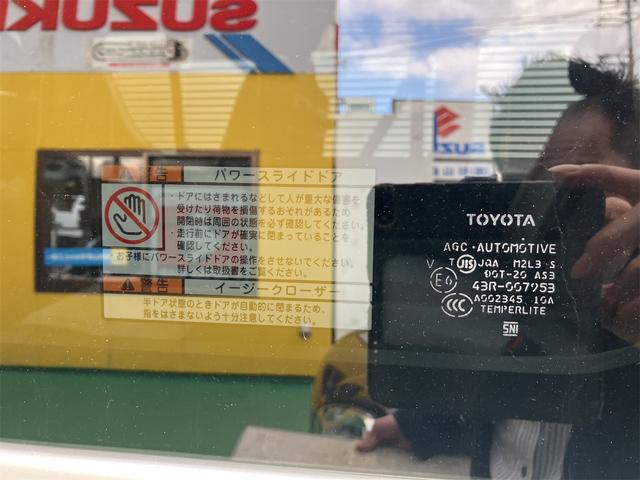 SUZUKI
警告 パワースライドドア
・ドアにはさまれるなどして人が重大な傷害を
受けたり荷物を損傷するおそれがあるため
開閉時は周囲の状態を必ず確認してください。
・走行前にドアが確実に閉まっていることを
確認してください。
・お子様にパワースライドドアの操作をさせないでください。
詳しくは取扱書をご覧ください。
警告 イージークローザー
半ドア状態のときドアが自動的に閉まるため、
指をはさまないよう十分注意してください。
TOYOTA
AGC・AUTOMOTIVE
JIS JAA M2L3 S
DOT-20 AS3
E6 43R-007953
CCC A002345 10A
TEMPERLITE
SNI